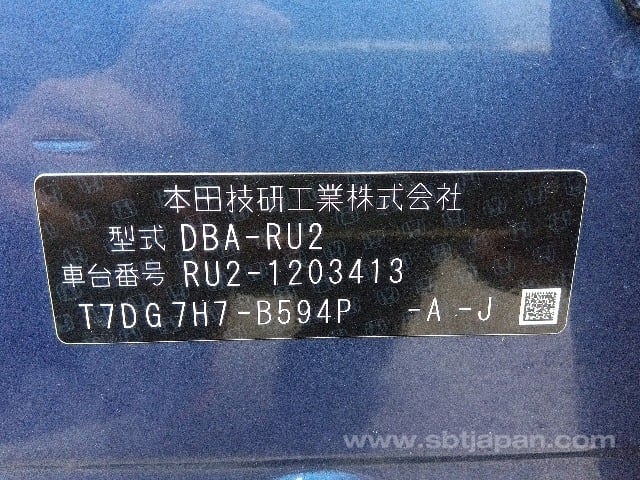 本田技研工業株式会社
型式 DBA-RU2
車台番号 RU2-1203413
T7DG7H7-B594P -A -J
www.sbtjapan.com